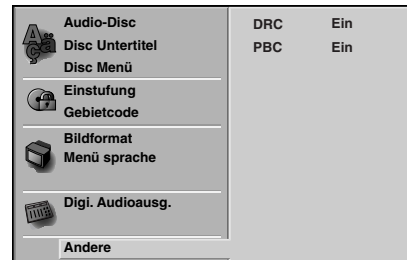 Audio-Disc
Disc Untertitel
Disc Menü
Einstufung
Gebietcode
Bildformat
Menü sprache
Digi. Audioausg.
Andere
DRC Ein
PBC Ein